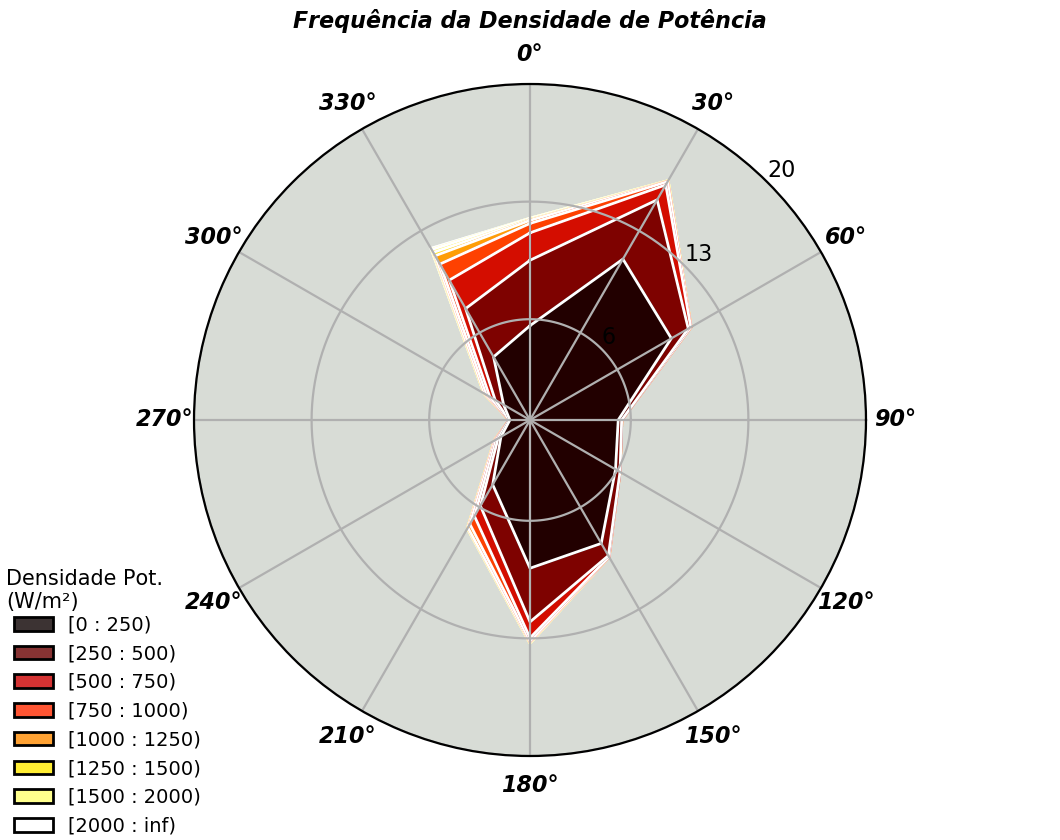 Frequência da Densidade de Potência
0°
330°
30°
20
300°
60°
13
6
270°
90°
240°
120°
210°
150°
180°
Densidade Pot.
(W/m²)
[0 : 250)
[250 : 500)
[500 : 750)
[750 : 1000)
[1000 : 1250)
[1250 : 1500)
[1500 : 2000)
[2000 : inf)